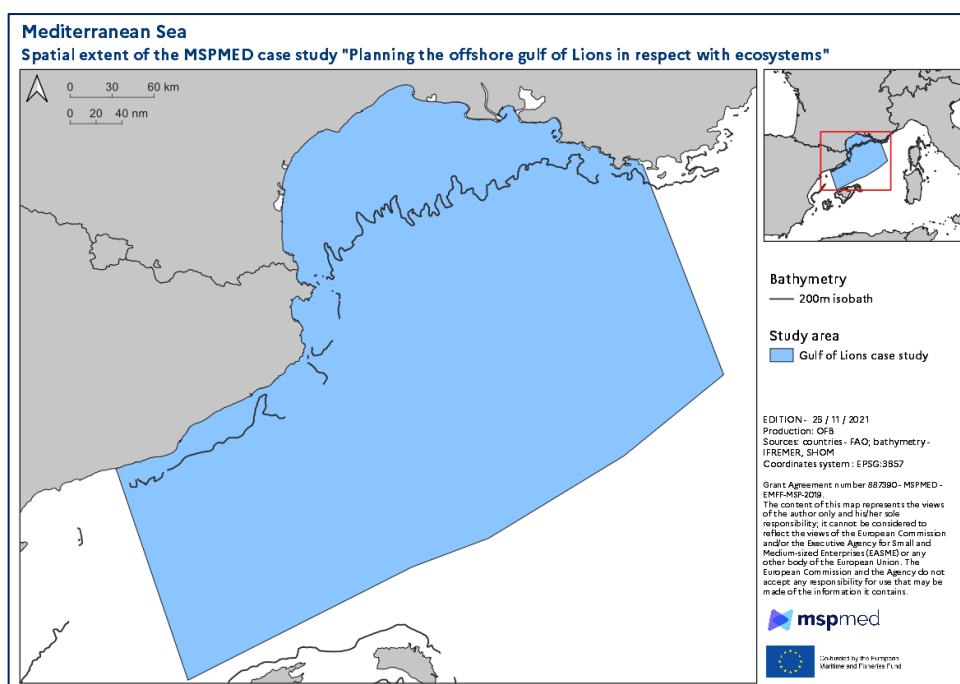 Mediterranean Sea
Spatial extent of the MSPMED case study "Planning the offshore gulf of Lions in respect with ecosystems"
0 30 60 km
0 20 40 nm
Bathymetry
200m isobath
Study area
Gulf of Lions case study
EDITION - 26 / 11 / 2021
Production: OFB
Sources: countries - FAO; bathymetry -
IFREMER, SHOM
Coordinates system : EPSG:3857
Grant Agreement number 887390 - MSPMED -
EMFF-MSP-2019.
The content of this map represents the views
of the author only and his/her sole
responsibility; it cannot be considered to
reflect the views of the European Commission
and/or the Executive Agency for Small and
Medium-sized Enterprises (EASME) or any
other body of the European Union. The
European Commission and the Agency do not
accept any responsibility for use that may be
made of the information it contains.
mspmed
Co-funded by the European
Maritime and Fisheries Fund